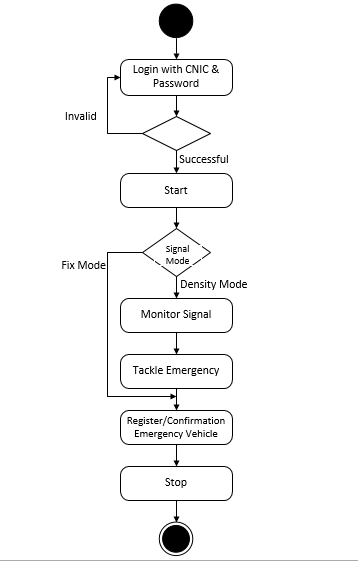 Login with CNIC &
Password
Invalid
Successful
Start
Signal
Mode
Fix Mode
Density Mode
Monitor Signal
Tackle Emergency
Register/Confirmation
Emergency Vehicle
Stop